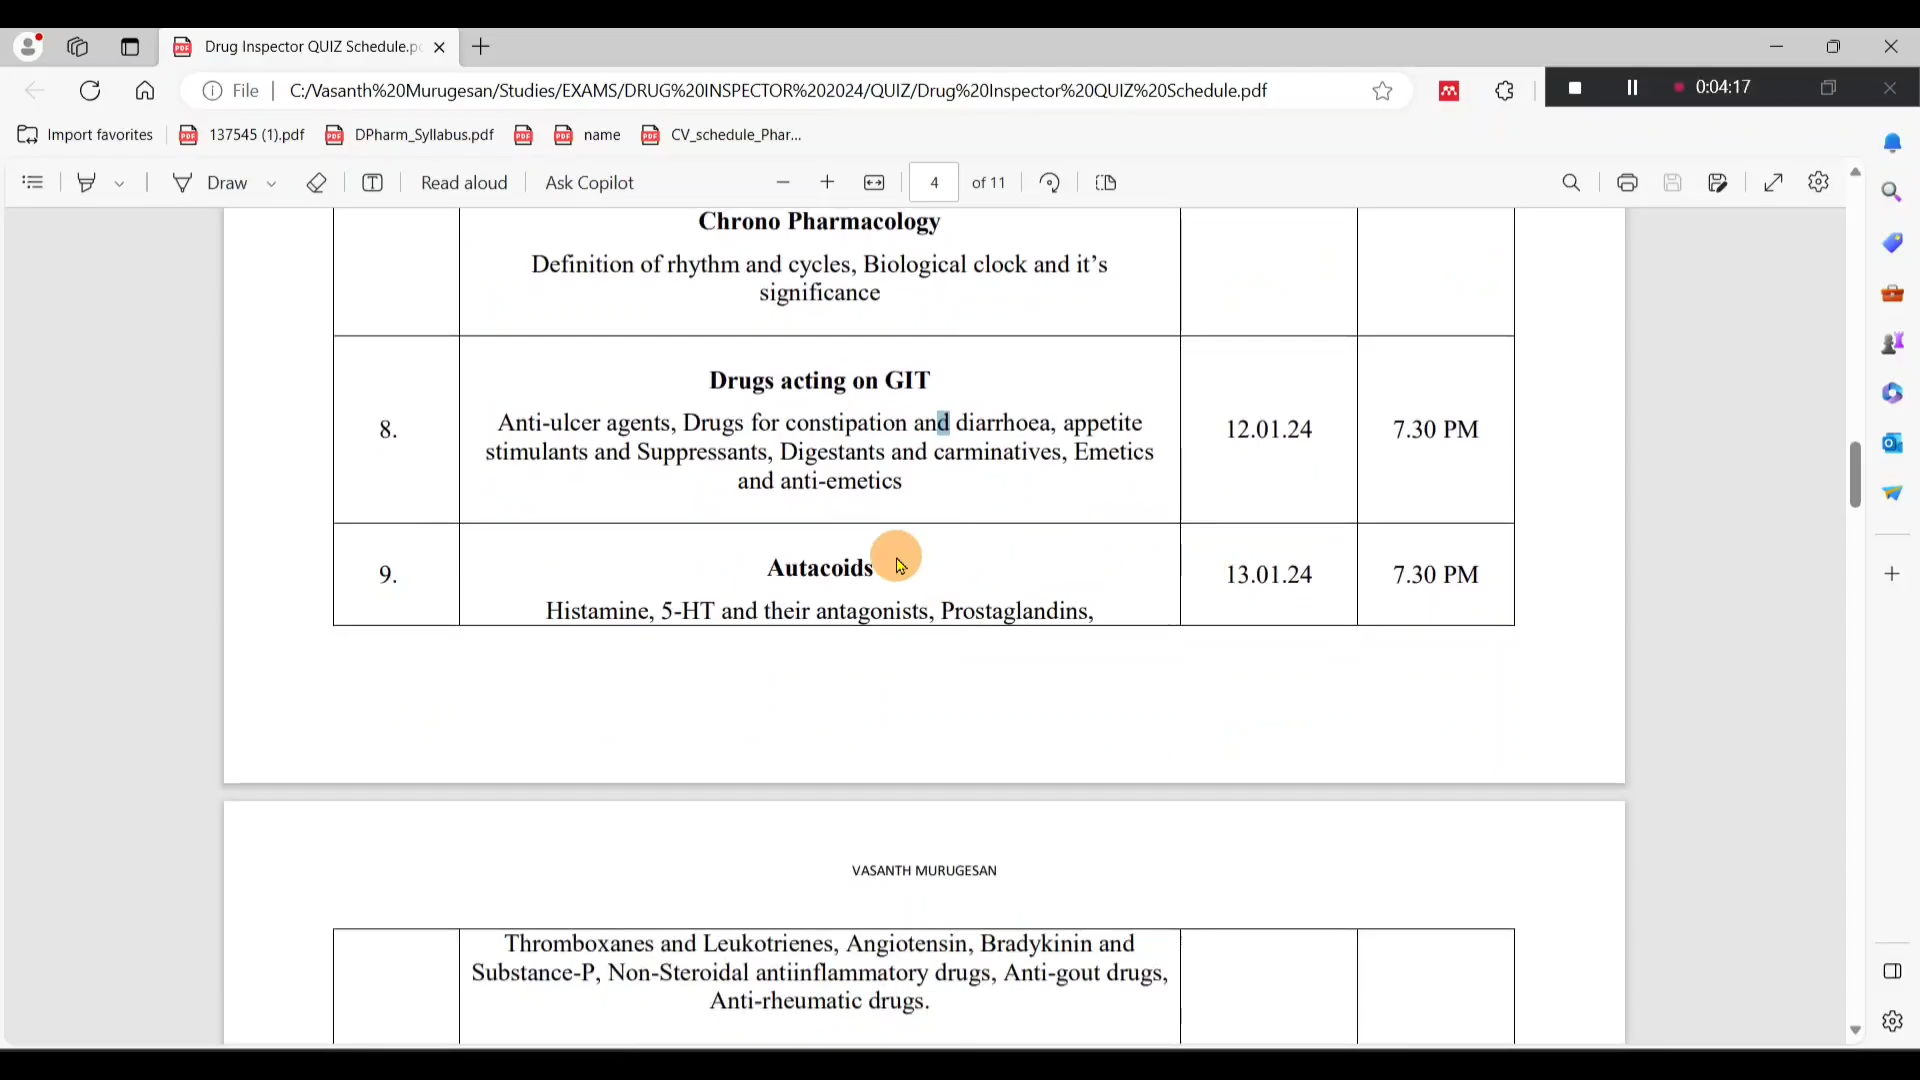 Drug Inspector QUIZ Schedule.p
File
C:/Vasanth%20Murugesan/Studies/EXAMS/DRUG%20INSPECTOR%202024/QUIZ/Drug%20Inspector%20QUIZ%20Schedule.pdf
0:04:17
Import favorites
137545 (1).pdf
DPharm_Syllabus.pdf
name
CV_schedule_Phar...
Draw
Read aloud
Ask Copilot
4
of 11
Chrono Pharmacology
Definition of rhythm and cycles, Biological clock and it’s
significance
8.
Drugs acting on GIT
Anti-ulcer agents, Drugs for constipation and diarrhoea, appetite
stimulants and Suppressants, Digestants and carminatives, Emetics
and anti-emetics
12.01.24
7.30 PM
9.
Autacoids
Histamine, 5-HT and their antagonists, Prostaglandins,
13.01.24
7.30 PM
VASANTH MURUGESAN
Thromboxanes and Leukotrienes, Angiotensin, Bradykinin and
Substance-P, Non-Steroidal antiinflammatory drugs, Anti-gout drugs,
Anti-rheumatic drugs.